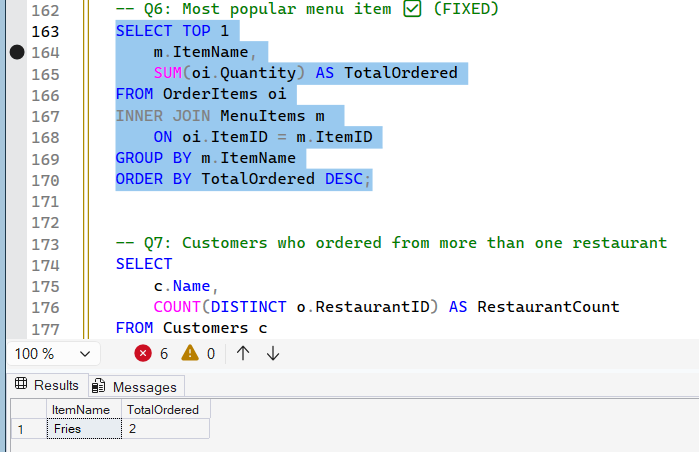 162 -- Q6: Most popular menu item ✅ (FIXED)
163 SELECT TOP 1
164 m.ItemName,
165 SUM(oi.Quantity) AS TotalOrdered
166 FROM OrderItems oi
167 INNER JOIN MenuItems m
168 ON oi.ItemID = m.ItemID
169 GROUP BY m.ItemName
170 ORDER BY TotalOrdered DESC;
171
172
173 -- Q7: Customers who ordered from more than one restaurant
174 SELECT
175 c.Name,
176 COUNT(DISTINCT o.RestaurantID) AS RestaurantCount
177 FROM Customers c
100 % 6 0
Results Messages
ItemName TotalOrdered
1 Fries 2